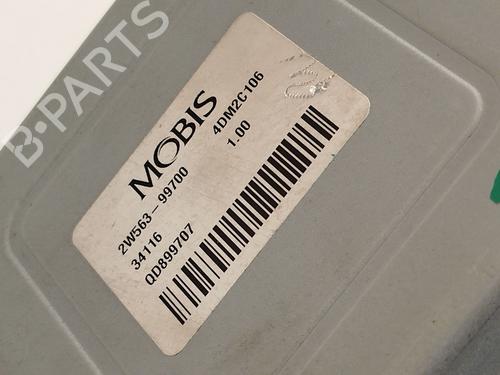 B-PARTS
MOBIS
2W563-99700 4DM2C106
34116 1.00
QD899707